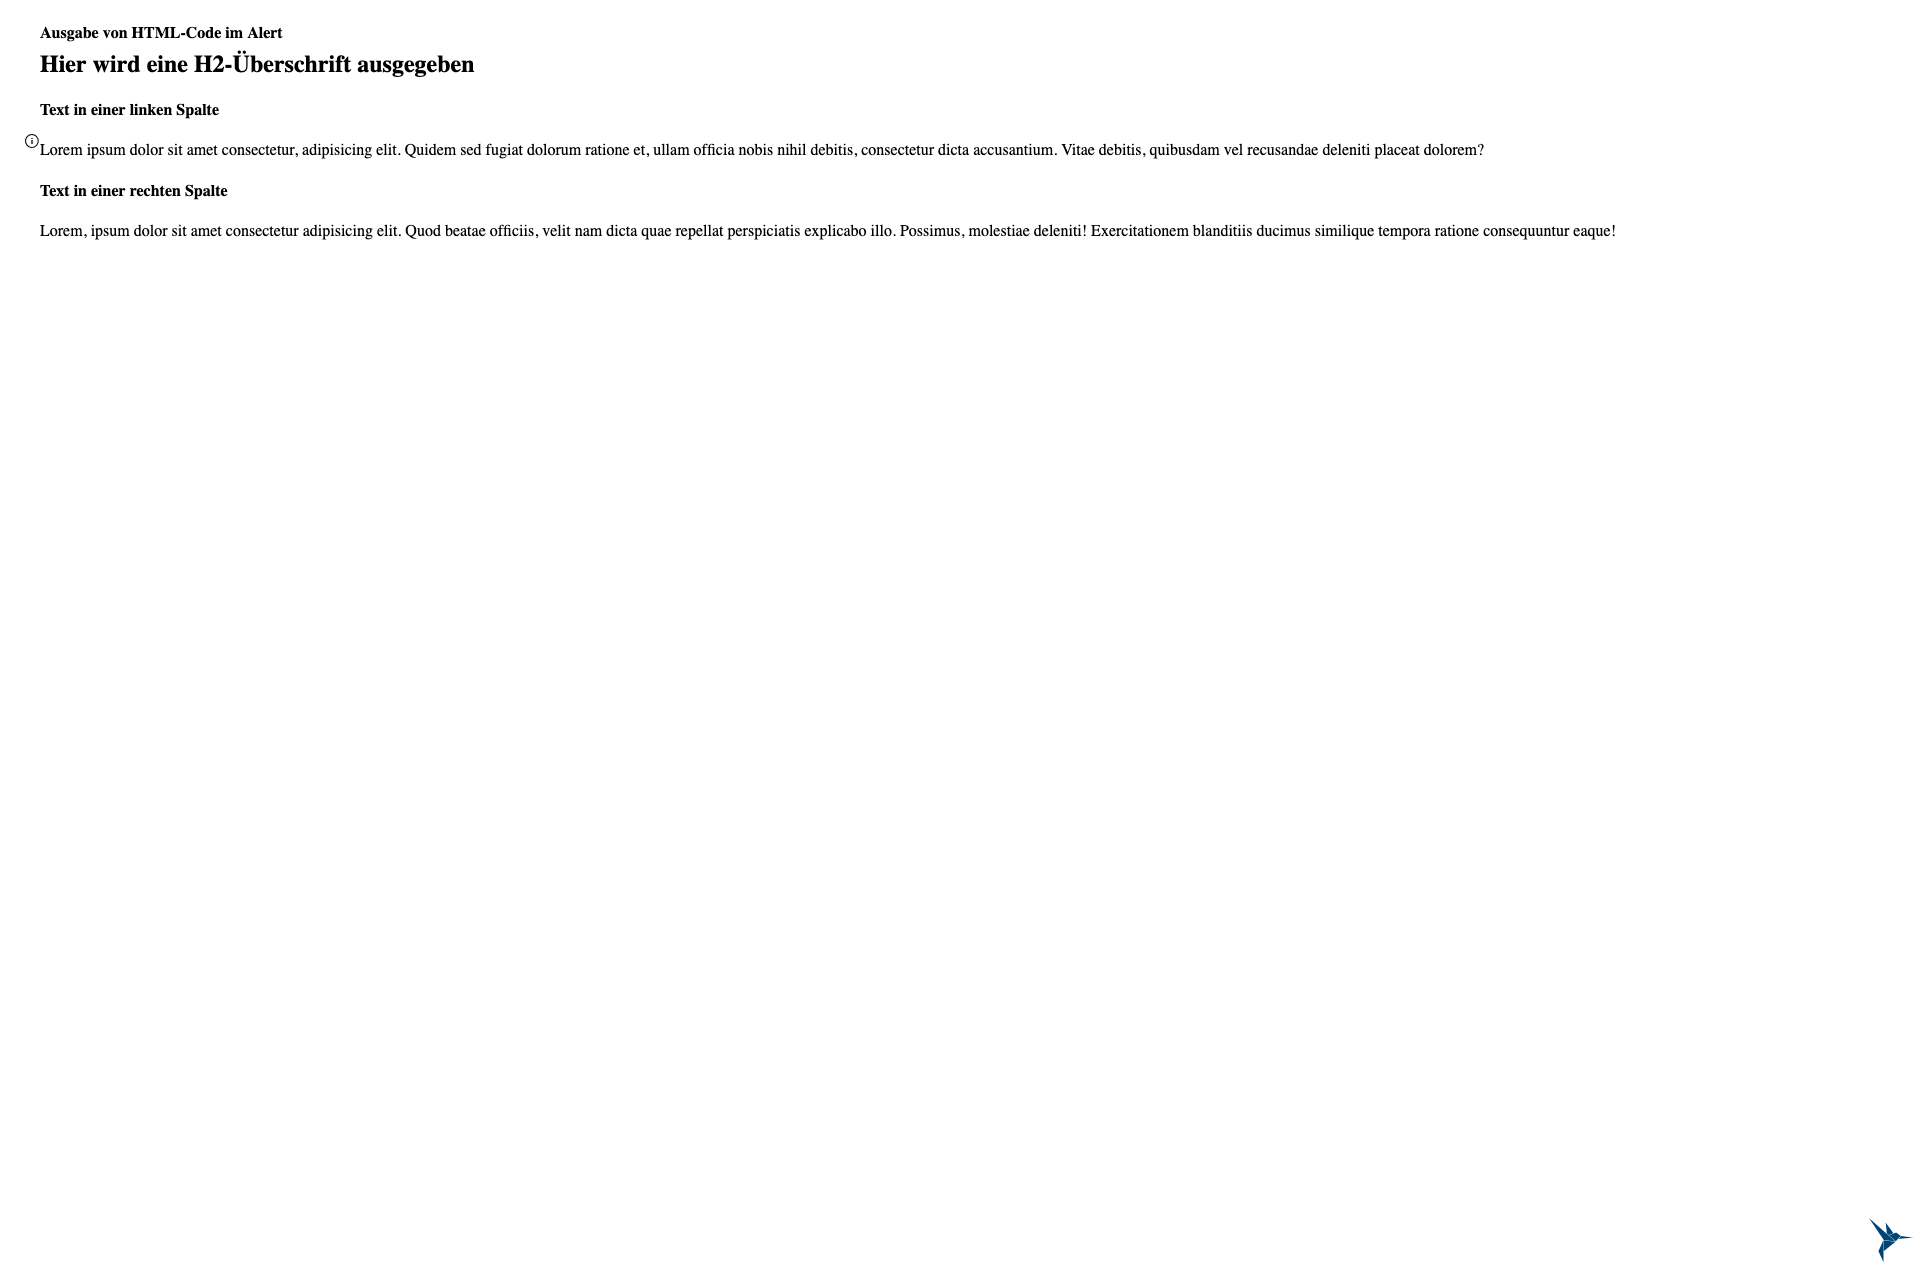 Ausgabe von HTML-Code im Alert
Hier wird eine H2-Überschrift ausgegeben
Text in einer linken Spalte
Lorem ipsum dolor sit amet consectetur, adipisicing elit. Quidem sed fugiat dolorum ratione et, ullam officia nobis nihil debitis, consectetur dicta accusantium. Vitae debitis, quibusdam vel recusandae deleniti placeat dolorem?
Text in einer rechten Spalte
Lorem, ipsum dolor sit amet consectetur adipisicing elit. Quod beatae officiis, velit nam dicta quae repellat perspiciatis explicabo illo. Possimus, molestiae deleniti! Exercitationem blanditiis ducimus similique tempora ratione consequuntur eaque!